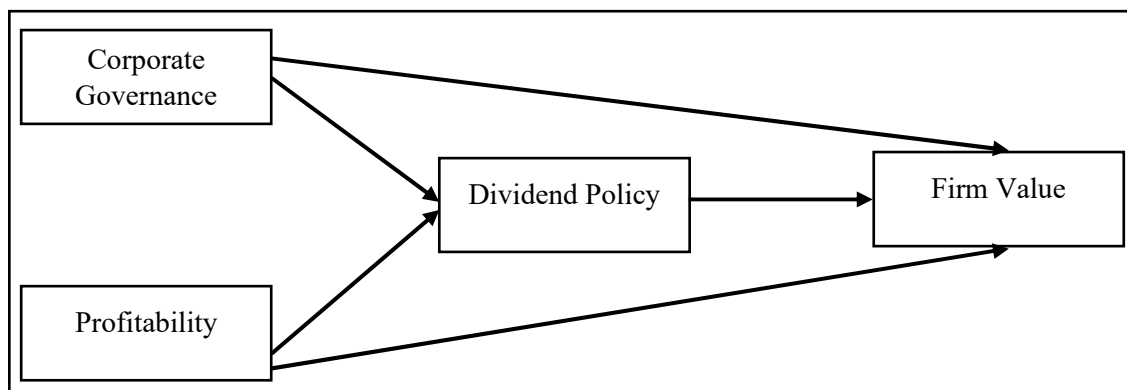 Corporate
Governance
Dividend Policy
Firm Value
Profitability